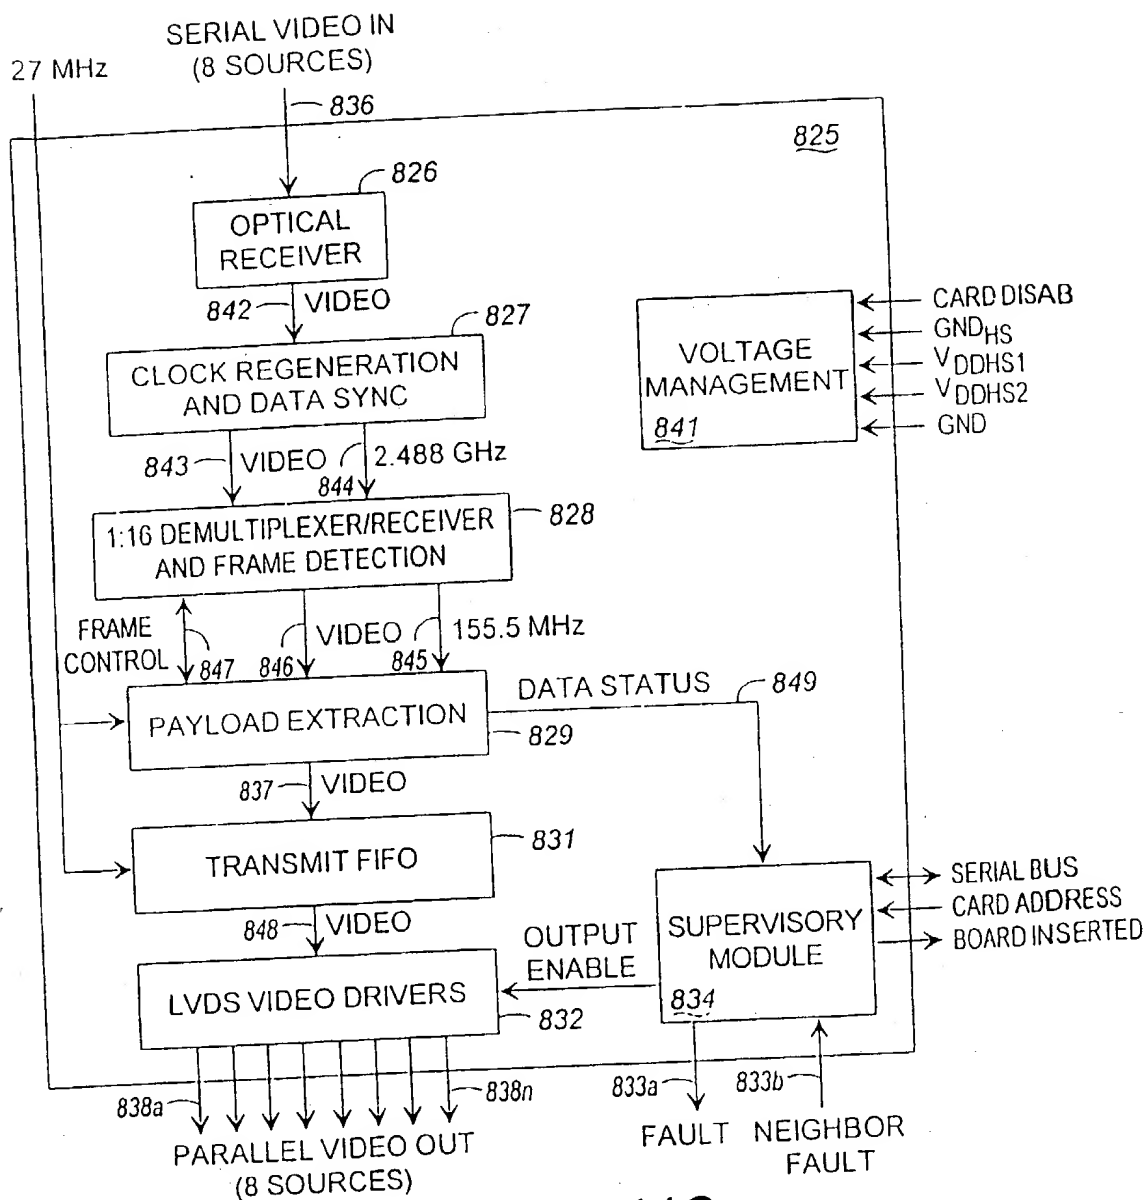 SERIAL VIDEO IN
(8 SOURCES)
27 MHz
836
825
826
OPTICAL
RECEIVER
842
VIDEO
827
CLOCK REGENERATION
AND DATA SYNC
VOLTAGE
MANAGEMENT
841
CARD DISAB
GNDHS
VDDHS1
VDDHS2
GND
843
VIDEO
844
2.488 GHz
1:16 DEMULTIPLEXER/RECEIVER
AND FRAME DETECTION
828
FRAME
CONTROL
847
846
VIDEO
845
155.5 MHz
PAYLOAD EXTRACTION
829
DATA STATUS
849
837
VIDEO
TRANSMIT FIFO
831
848
VIDEO
OUTPUT
ENABLE
SUPERVISORY
MODULE
834
SERIAL BUS
CARD ADDRESS
BOARD INSERTED
LVDS VIDEO DRIVERS
832
838a
838n
833a
833b
PARALLEL VIDEO OUT
(8 SOURCES)
FAULT
NEIGHBOR
FAULT